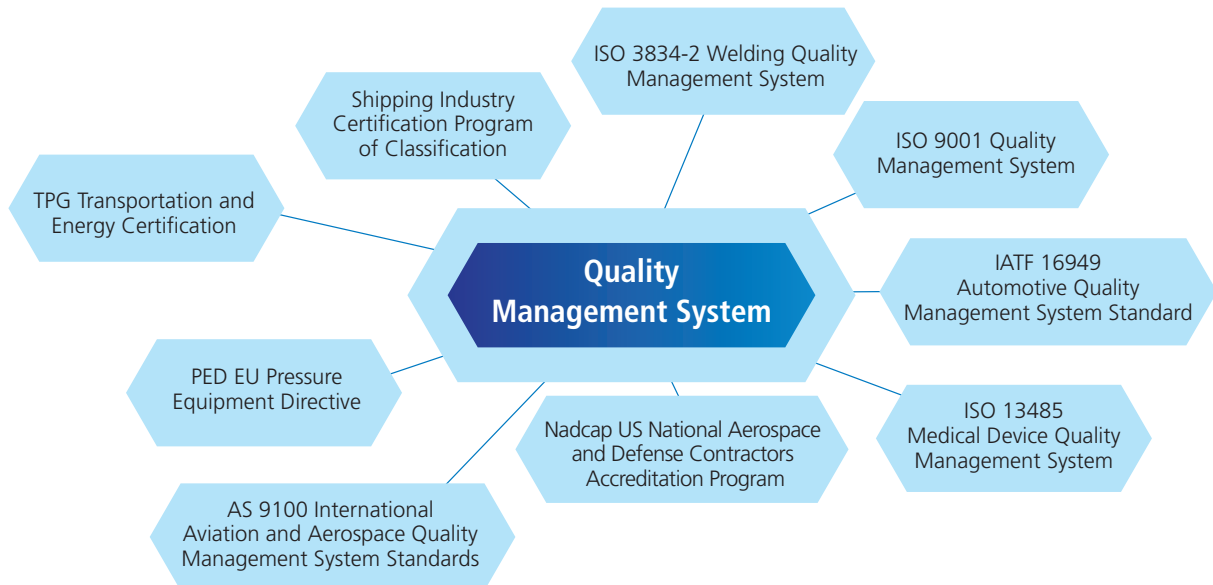 ISO 3834-2 Welding Quality
Management System
Shipping Industry
Certification Program
of Classification
ISO 9001 Quality
Management System
TPG Transportation and
Energy Certification
Quality
Management System
IATF 16949
Automotive Quality
Management System Standard
PED EU Pressure
Equipment Directive
Nadcap US National Aerospace
and Defense Contractors
Accreditation Program
ISO 13485
Medical Device Quality
Management System
AS 9100 International
Aviation and Aerospace Quality
Management System Standards